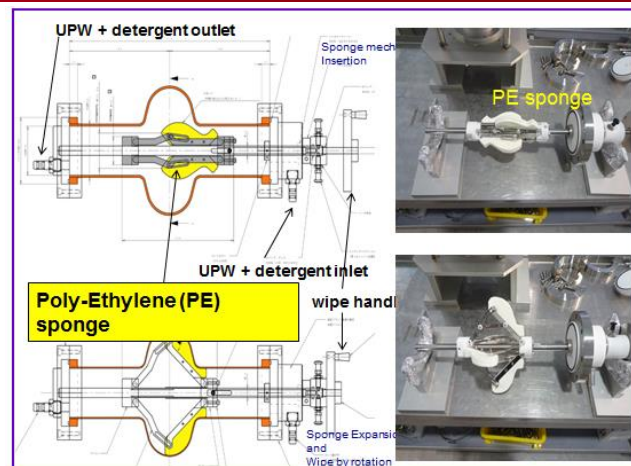 UPW + detergent outlet
Sponge mech
Insertion
PE sponge
UPW + detergent inlet
Poly-Ethylene (PE)
sponge
wipe handl
Sponge Expansio
and
Wipe by rotation